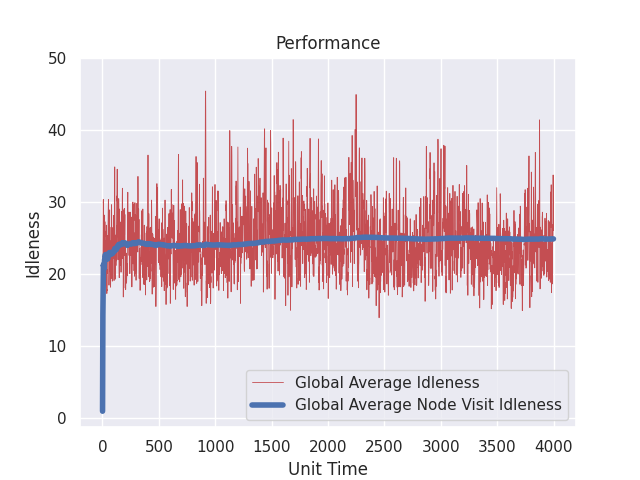 Performance
50
40
30
20
10
0
Idleness
Global Average Idleness
Global Average Node Visit Idleness
0 500 1000 1500 2000 2500 3000 3500 4000
Unit Time